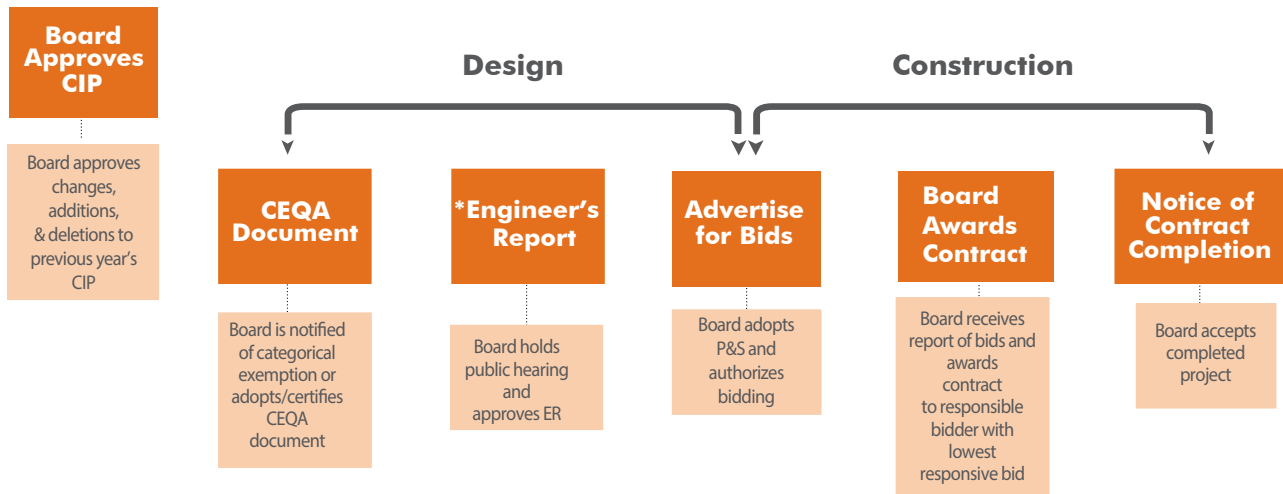 Board
Approves
CIP
Board approves
changes,
additions,
& deletions to
previous year's
CIP
Design
Construction
CEQA
Document
Board is notified
of categorical
exemption or
adopts/certifies
CEQA
document
*Engineer's
Report
Board holds
public hearing
and
approves ER
Advertise
for Bids
Board adopts
P&S and
authorizes
bidding
Board
Awards
Contract
Board receives
report of bids and
awards
contract
to responsible
bidder with
lowest
responsive bid
Notice of
Contract
Completion
Board accepts
completed
project